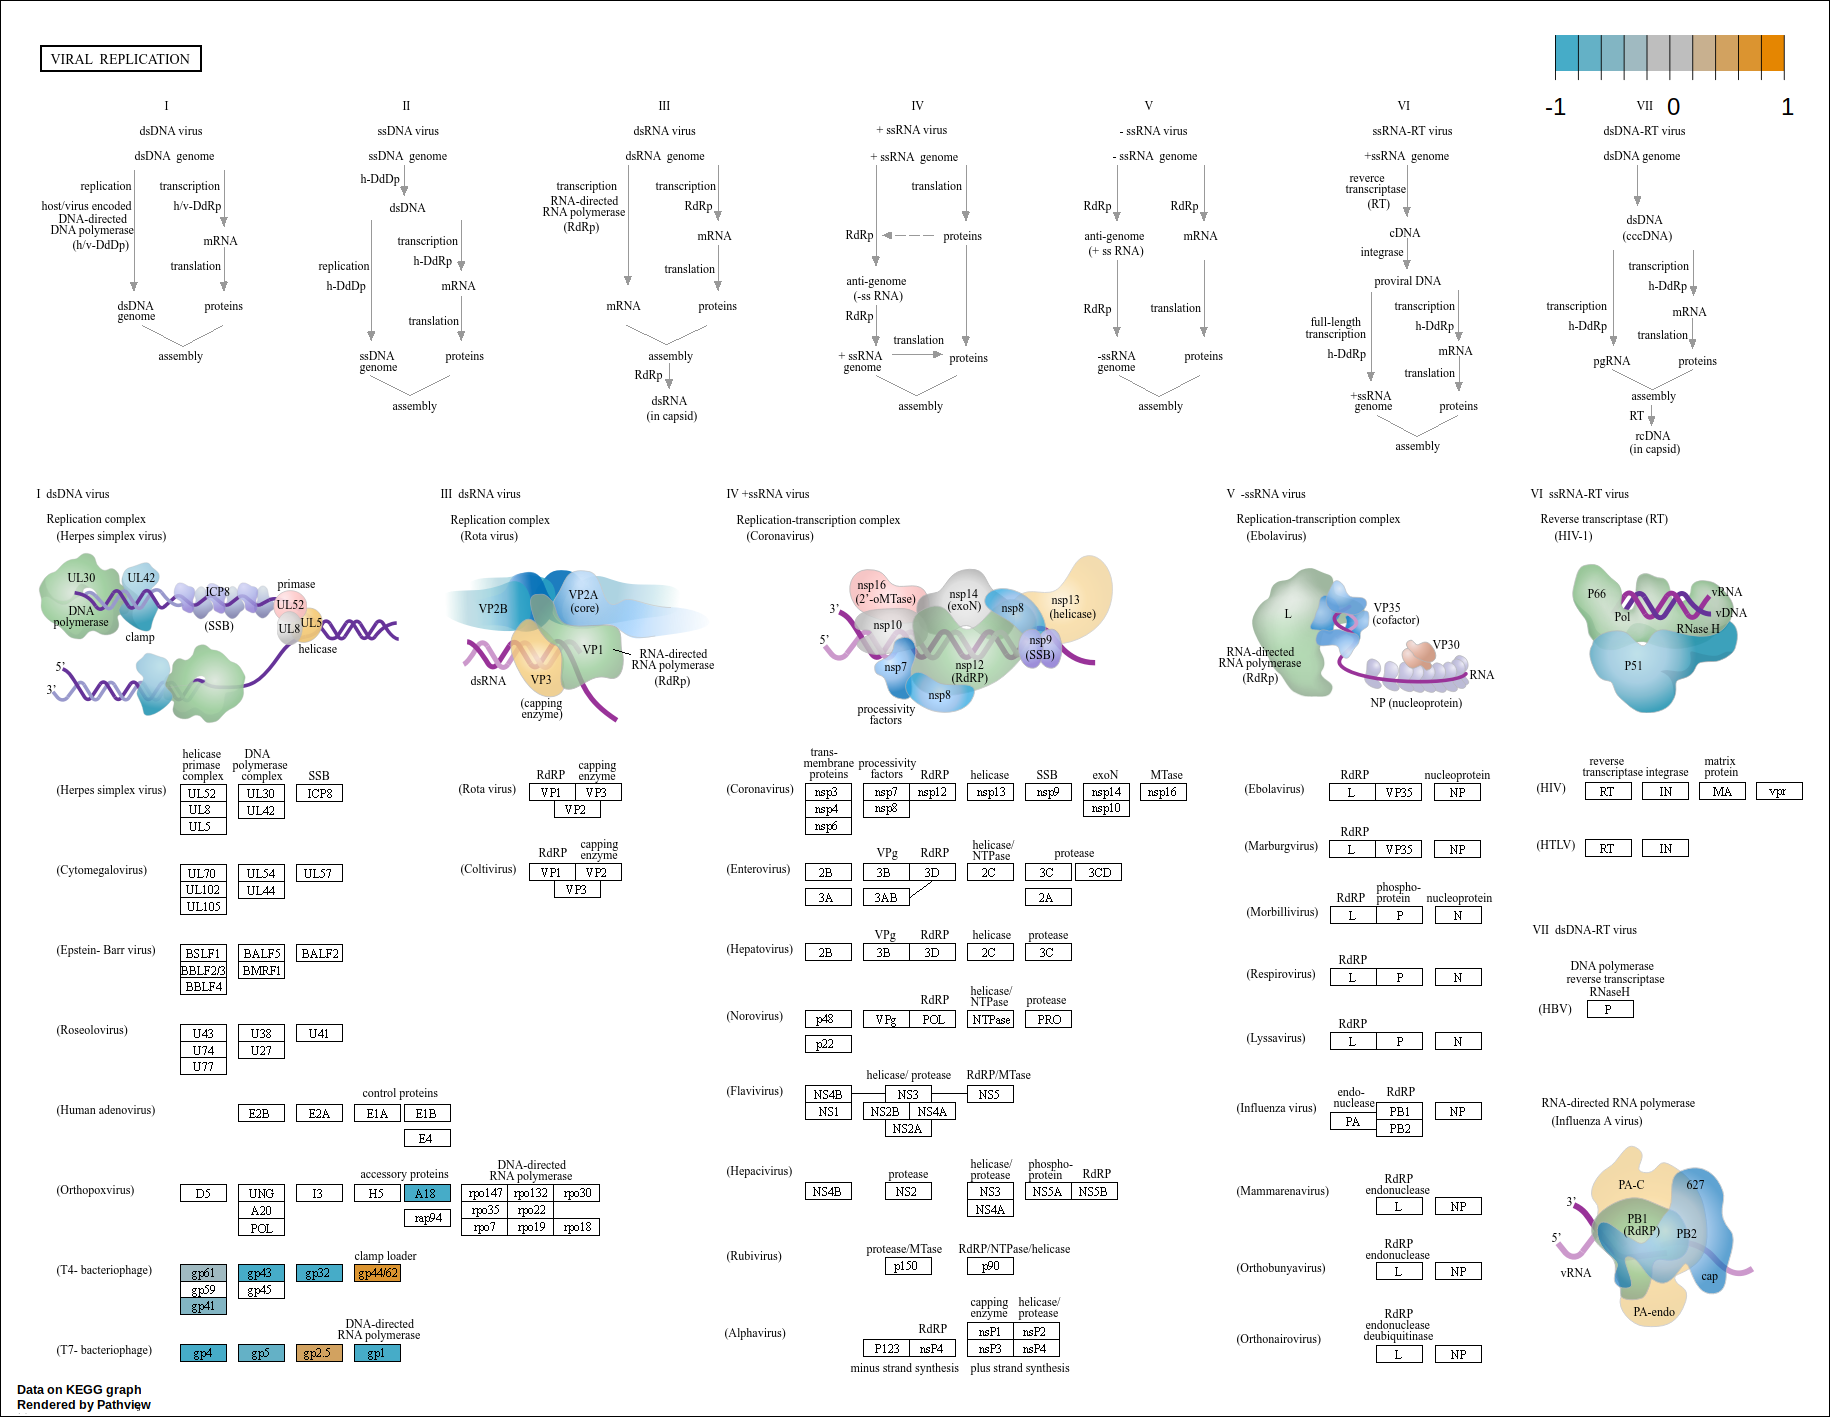 VIRAL REPLICATION
-1 0 1
I
dsDNA virus
dsDNA genome
replication
transcription
host/virus encoded
DNA-directed
DNA polymerase
(h/v-DdDp)
h/v-DdRp
mRNA
translation
dsDNA
genome
proteins
assembly
II
ssDNA virus
ssDNA genome
h-DdDp
dsDNA
transcription
h-DdRp
replication
h-DdDp
mRNA
translation
ssDNA
genome
proteins
assembly
III
dsRNA virus
dsRNA genome
transcription
RNA-directed
RNA polymerase
(RdRp)
transcription
RdRp
mRNA
translation
mRNA
proteins
assembly
RdRp
dsRNA
(in capsid)
IV
+ ssRNA virus
+ ssRNA genome
translation
RdRp
proteins
anti-genome
(-ss RNA)
RdRp
translation
+ ssRNA
genome
proteins
assembly
V
- ssRNA virus
- ssRNA genome
RdRp
RdRp
anti-genome
(+ ss RNA)
mRNA
RdRp
translation
-ssRNA
genome
proteins
assembly
VI
ssRNA-RT virus
+ssRNA genome
reverce
transcriptase
(RT)
cDNA
integrase
proviral DNA
transcription
full-length
transcription
h-DdRp
h-DdRp
mRNA
translation
+ssRNA
genome
proteins
assembly
VII
dsDNA-RT virus
dsDNA genome
dsDNA
(cccDNA)
transcription
h-DdRp
transcription
h-DdRp
mRNA
translation
pgRNA
proteins
assembly
RT
rcDNA
(in capsid)
I dsDNA virus
Replication complex
(Herpes simplex virus)
UL30
UL42
ICP8
primase
UL52
DNA
polymerase
clamp
(SSB)
UL8
UL5
helicase
5'
3'
III dsRNA virus
Replication complex
(Rota virus)
VP2B
VP2A
(core)
VP1
RNA-directed
RNA polymerase
(RdRp)
dsRNA
VP3
(capping
enzyme)
IV +ssRNA virus
Replication-transcription complex
(Coronavirus)
nsp16
(2'-oMTase)
nsp14
(exoN)
nsp8
nsp13
(helicase)
3'
5'
nsp10
nsp9
(SSB)
nsp7
nsp12
(RdRP)
nsp8
processivity
factors
V -ssRNA virus
Replication-transcription complex
(Ebolavirus)
L
VP35
(cofactor)
RNA-directed
RNA polymerase
(RdRp)
VP30
RNA
NP (nucleoprotein)
VI ssRNA-RT virus
Reverse transcriptase (RT)
(HIV-1)
P66
vRNA
Pol
vDNA
RNase H
P51
helicase
primase
complex
DNA
polymerase
complex
SSB
(Herpes simplex virus)
UL52 UL30 ICP8
UL8 UL42
UL5
(Cytomegalovirus)
UL70 UL54 UL57
UL102 UL44
UL105
(Epstein- Barr virus)
BSLF1 BALF5 BALF2
BBLF2/3 BMRF1
BBLF4
(Roseolovirus)
U43 U38 U41
U74 U27
U77
control proteins
(Human adenovirus)
E2B E2A E1A E1B
E4
accessory proteins
DNA-directed
RNA polymerase
(Orthopoxvirus)
D5 UNG I3 H5 A18 rpo147 rpo132 rpo30
A20 rap94 rpo35 rpo22
POL rpo7 rpo19 rpo18
clamp loader
(T4- bacteriophage)
gp61 gp43 gp32 gp44/62
gp59 gp45
gp41
DNA-directed
RNA polymerase
(T7- bacteriophage)
gp4 gp5 gp2.5 gp1
RdRP
capping
enzyme
(Rota virus)
VP1 VP3
VP2
RdRP
capping
enzyme
(Coltivirus)
VP1 VP2
VP3
trans-
membrane
proteins
processivity
factors
RdRP helicase SSB exoN MTase
(Coronavirus)
nsp3 nsp7 nsp12 nsp13 nsp9 nsp14 nsp16
nsp4 nsp8 nsp10
nsp6
VPg RdRP
helicase/
NTPase
protease
(Enterovirus)
2B 3B 3D 2C 3C 3CD
3A 3AB 2A
VPg RdRP helicase protease
(Hepatovirus)
2B 3B 3D 2C 3C
RdRP
helicase/
NTPase
protease
(Norovirus)
p48 VPg POL NTPase PRO
p22
helicase/ protease RdRP/MTase
(Flavivirus)
NS4B NS3 NS5
NS1 NS2B NS4A
NS2A
protease
helicase/
protease
phospho-
protein
RdRP
(Hepacivirus)
NS4B NS2 NS3 NS5A NS5B
NS4A
protease/MTase RdRP/NTPase/helicase
(Rubivirus)
p150 p90
RdRP
capping
enzyme
helicase/
protease
(Alphavirus)
nsP1 nsP2
P123 nsP4 nsP3 nsP4
minus strand synthesis plus strand synthesis
RdRP nucleoprotein
(Ebolavirus)
L VP35 NP
RdRP
(Marburgvirus)
L VP35 NP
RdRP
phospho-
protein
nucleoprotein
(Morbillivirus)
L P N
RdRP
(Respirovirus)
L P N
RdRP
(Lyssavirus)
L P N
endo-
nuclease
RdRP
(Influenza virus)
PA PB1 NP
PB2
RdRP
endonuclease
(Mammarenavirus)
L NP
RdRP
endonuclease
(Orthobunyavirus)
L NP
RdRP
endonuclease
deubiquitinase
(Orthonairovirus)
L NP
reverse
transcriptase
integrase
matrix
protein
(HIV)
RT IN MA vpr
(HTLV)
RT IN
VII dsDNA-RT virus
DNA polymerase
reverse transcriptase
RNaseH
(HBV)
P
RNA-directed RNA polymerase
(Influenza A virus)
PA-C
627
3'
PB1
(RdRP)
PB2
5'
vRNA
cap
PA-endo
Data on KEGG graph
Rendered by Pathview